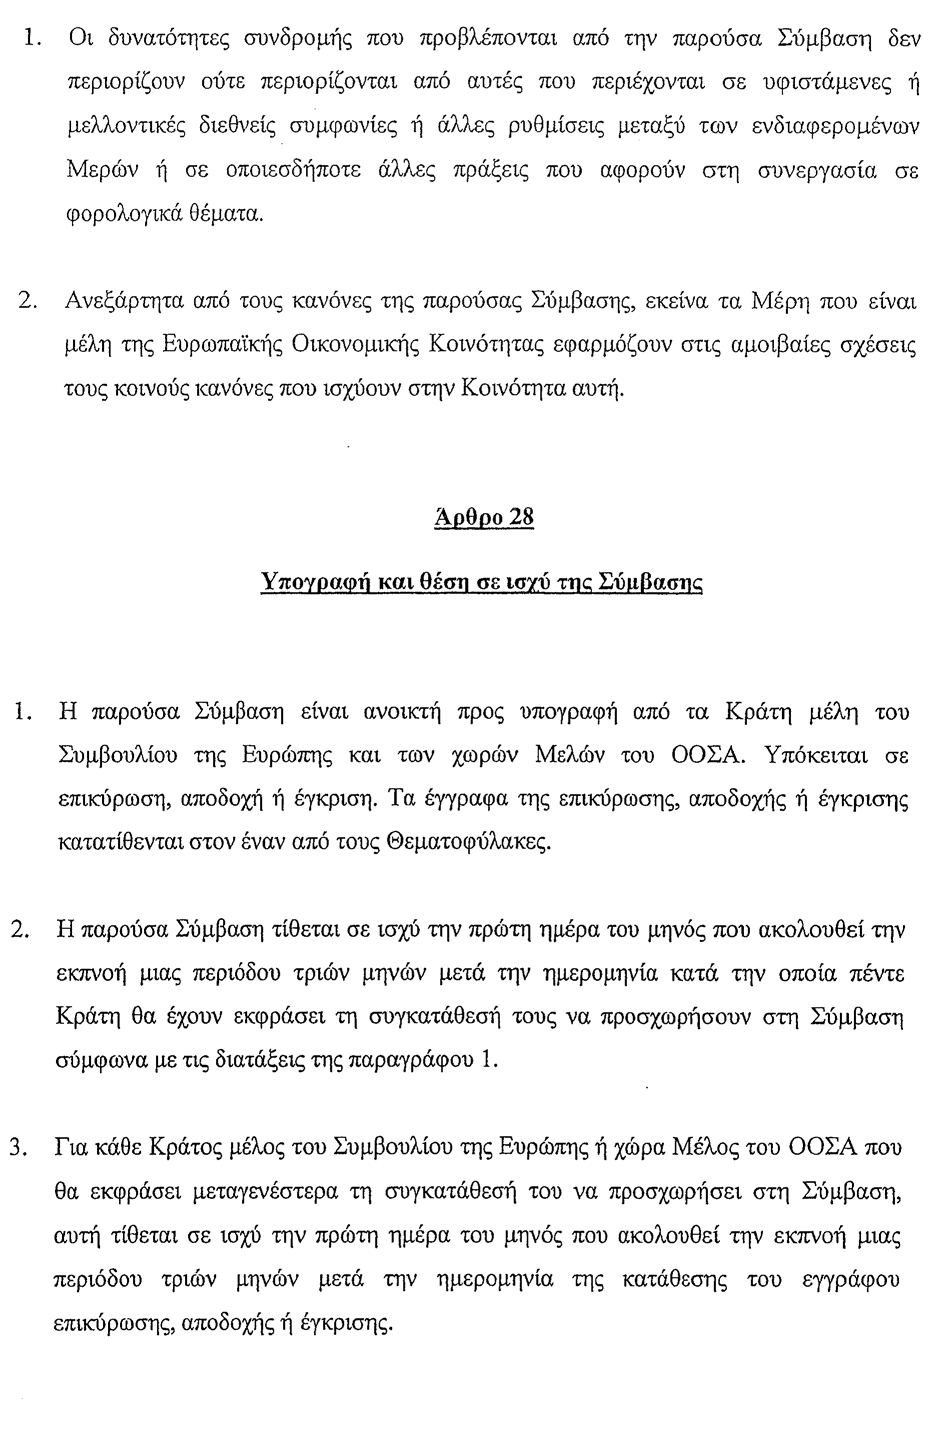 1. Οι δυνατότητες συνδρομής που προβλέπονται από την παρούσα Σύμβαση δεν
περιορίζουν ούτε περιορίζονται από αυτές που περιέχονται σε υφιστάμενες ή
μελλοντικές διεθνείς συμφωνίες ή άλλες ρυθμίσεις μεταξύ των ενδιαφερομένων
Μερών ή σε οποιεσδήποτε άλλες πράξεις που αφορούν στη συνεργασία σε
φορολογικά θέματα.
2. Ανεξάρτητα από τους κανόνες της παρούσας Σύμβασης, εκείνα τα Μέρη που είναι
μέλη της Ευρωπαϊκής Οικονομικής Κοινότητας εφαρμόζουν στις αμοιβαίες σχέσεις
τους κοινούς κανόνες που ισχύουν στην Κοινότητα αυτή.
Άρθρο 28
Υπογραφή και θέση σε ισχύ της Σύμβασης
1. Η παρούσα Σύμβαση είναι ανοικτή προς υπογραφή από τα Κράτη μέλη του
Συμβουλίου της Ευρώπης και των χωρών Μελών του ΟΟΣΑ. Υπόκειται σε
επικύρωση, αποδοχή ή έγκριση. Τα έγγραφα της επικύρωσης, αποδοχής ή έγκρισης
κατατίθενται στον έναν από τους Θεματοφύλακες.
2. Η παρούσα Σύμβαση τίθεται σε ισχύ την πρώτη ημέρα του μηνός που ακολουθεί την
εκπνοή μιας περιόδου τριών μηνών μετά την ημερομηνία κατά την οποία πέντε
Κράτη θα έχουν εκφράσει τη συγκατάθεσή τους να προσχωρήσουν στη Σύμβαση
σύμφωνα με τις διατάξεις της παραγράφου 1.
3. Για κάθε Κράτος μέλος του Συμβουλίου της Ευρώπης ή χώρα Μέλος του ΟΟΣΑ που
θα εκφράσει μεταγενέστερα τη συγκατάθεσή του να προσχωρήσει στη Σύμβαση,
αυτή τίθεται σε ισχύ την πρώτη ημέρα του μηνός που ακολουθεί την εκπνοή μιας
περιόδου τριών μηνών μετά την ημερομηνία της κατάθεσης του εγγράφου
επικύρωσης, αποδοχής ή έγκρισης.